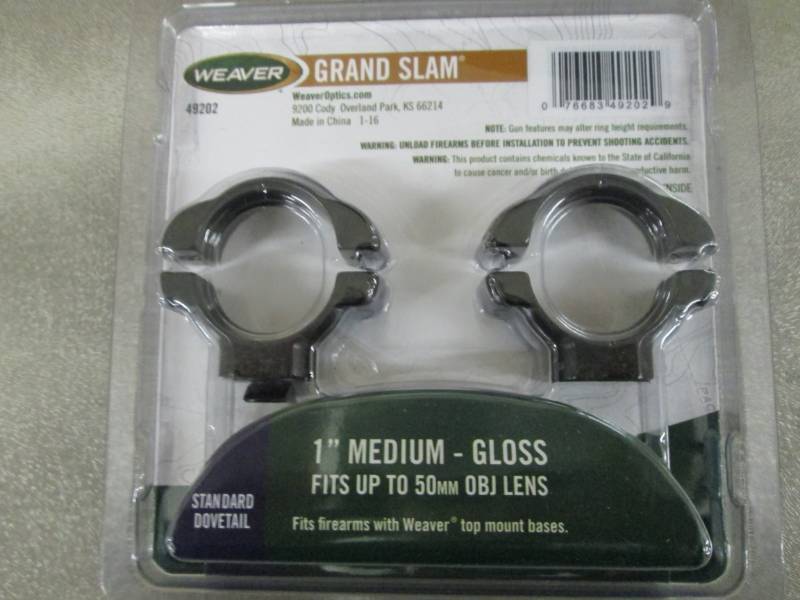 WEAVER
GRAND SLAM®
49202
WeaverOptics.com
9200 Cody Overland Park, KS 66214
Made in China 1-16
0 76683 49202 9
NOTE: Gun features may alter ring height requirements.
WARNING: UNLOAD FIREARMS BEFORE INSTALLATION TO PREVENT SHOOTING ACCIDENTS.
WARNING: This product contains chemicals known to the State of California
to cause cancer and/or birth harm.
INSIDE
1” MEDIUM - GLOSS
FITS UP TO 50MM OBJ LENS
STANDARD
DOVETAIL
Fits firearms with Weaver® top mount bases.